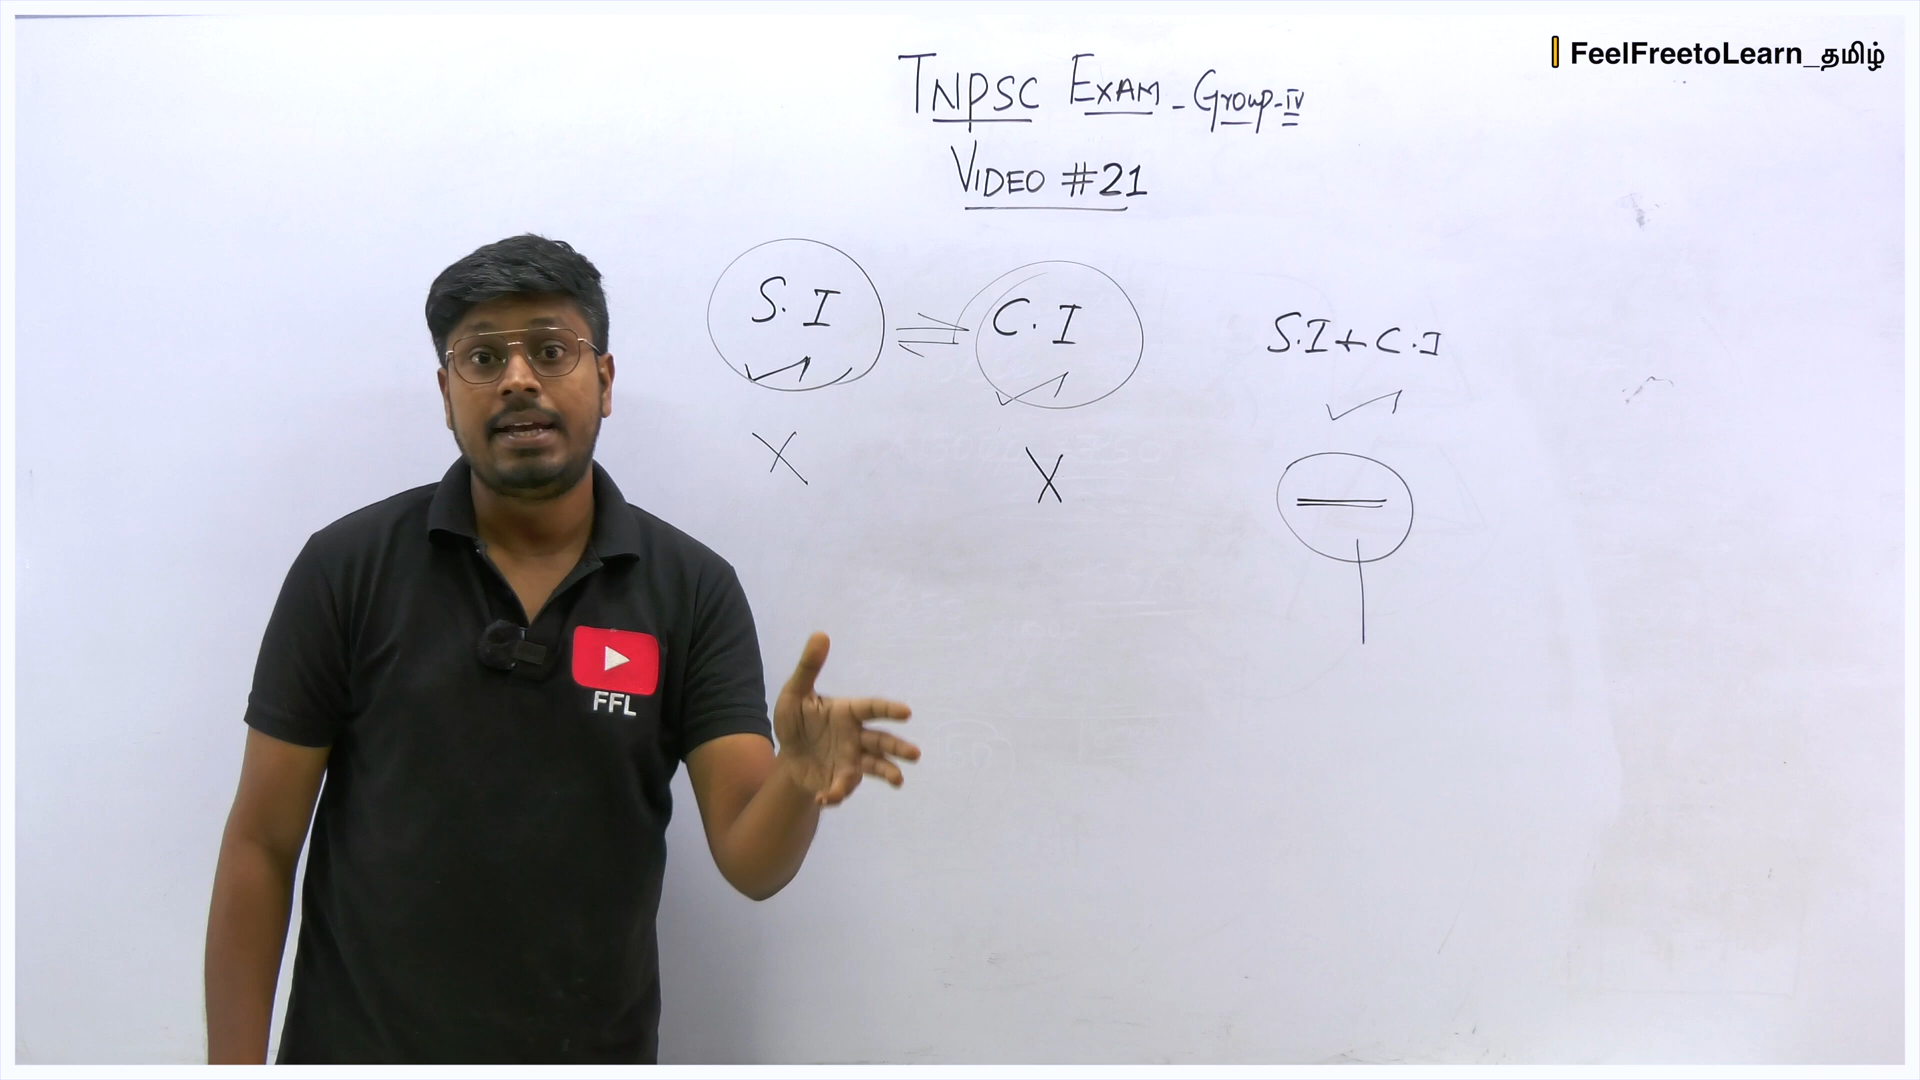 FeelFreetoLearn_தமிழ்
TNPSC EXAM - Group-IV
VIDEO #21
S.I
C.I
S.I + C.I
FFL